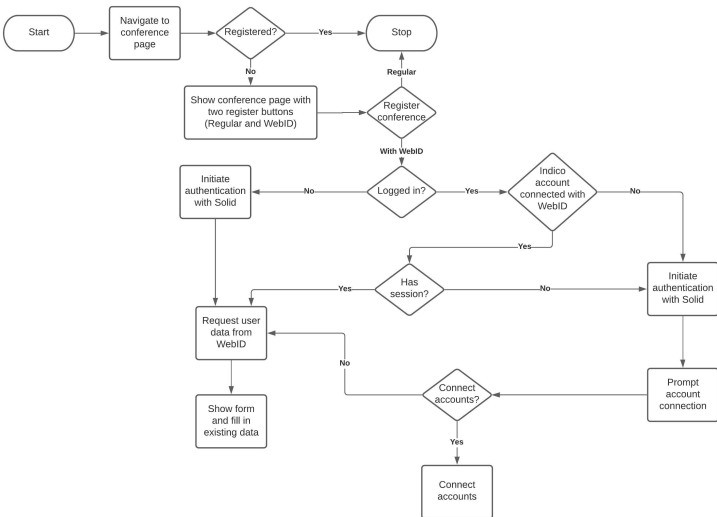 Start
Navigate to
conference
page
Registered?
Yes
Stop
No
Regular
Show conference page with
two register buttons
(Regular and WebID)
Register
conference
With WebID
Initiate
authentication
with Solid
No
Logged in?
Yes
Indico
account
connected with
WebID
No
Yes
Has
session?
Yes
No
Initiate
authentication
with Solid
Request user
data from
WebID
No
Connect
accounts?
Prompt
account
connection
Show form
and fill in
existing data
Yes
Connect
accounts